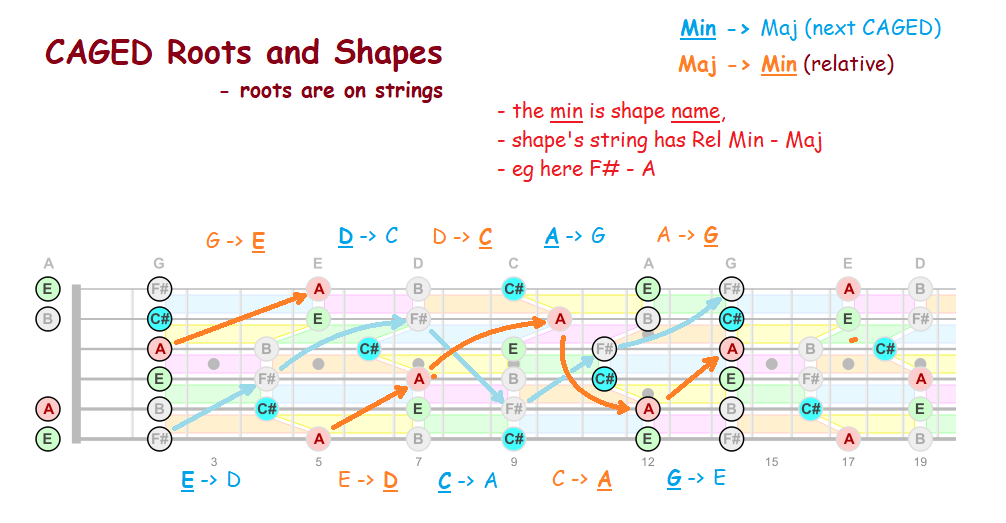 Min -> Maj (next CAGED)
CAGED Roots and Shapes
Maj -> Min (relative)
- roots are on strings
- the min is shape name,
- shape's string has Rel Min - Maj
- eg here F# - A
G -> E D -> C D -> C A -> G A -> G
A G E D C A G E D
E F# A B C# E F# A B
B C# E F# A B C# E F#
A B C# E F# A B C#
E F# A B C# E F# A
A B C# E F# A B C# E
E F# A B C# E F# A B
3 5 7 9 12 15 17 19
E -> D E -> D C -> A C -> A G -> E